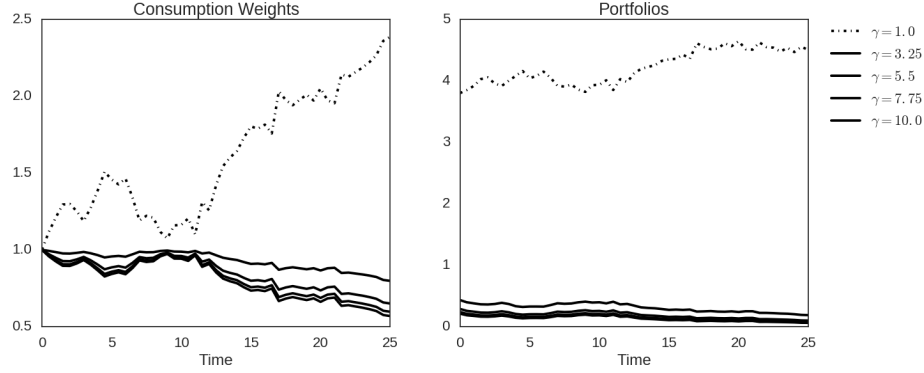 Consumption Weights
2.5
2.0
1.5
1.0
0.5
0 5 10 15 20 25
Time
Portfolios
5
4
3
2
1
0
0 5 10 15 20 25
Time
γ = 1.0
γ = 3.25
γ = 5.5
γ = 7.75
γ = 10.0